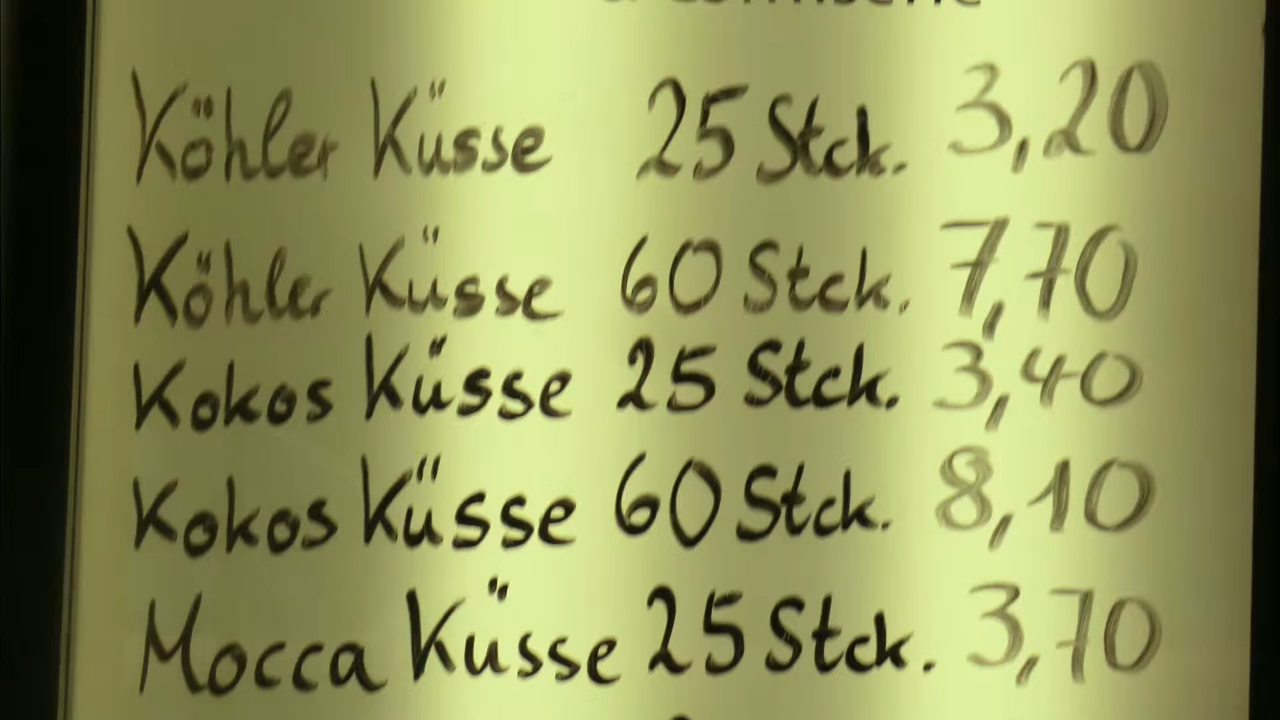 Köhler Küsse 25 Stck. 3,20
Köhler Küsse 60 Stck. 7,70
Kokos Küsse 25 Stck. 3,40
Kokos Küsse 60 Stck. 8,10
Mocca Küsse 25 Stck. 3,70